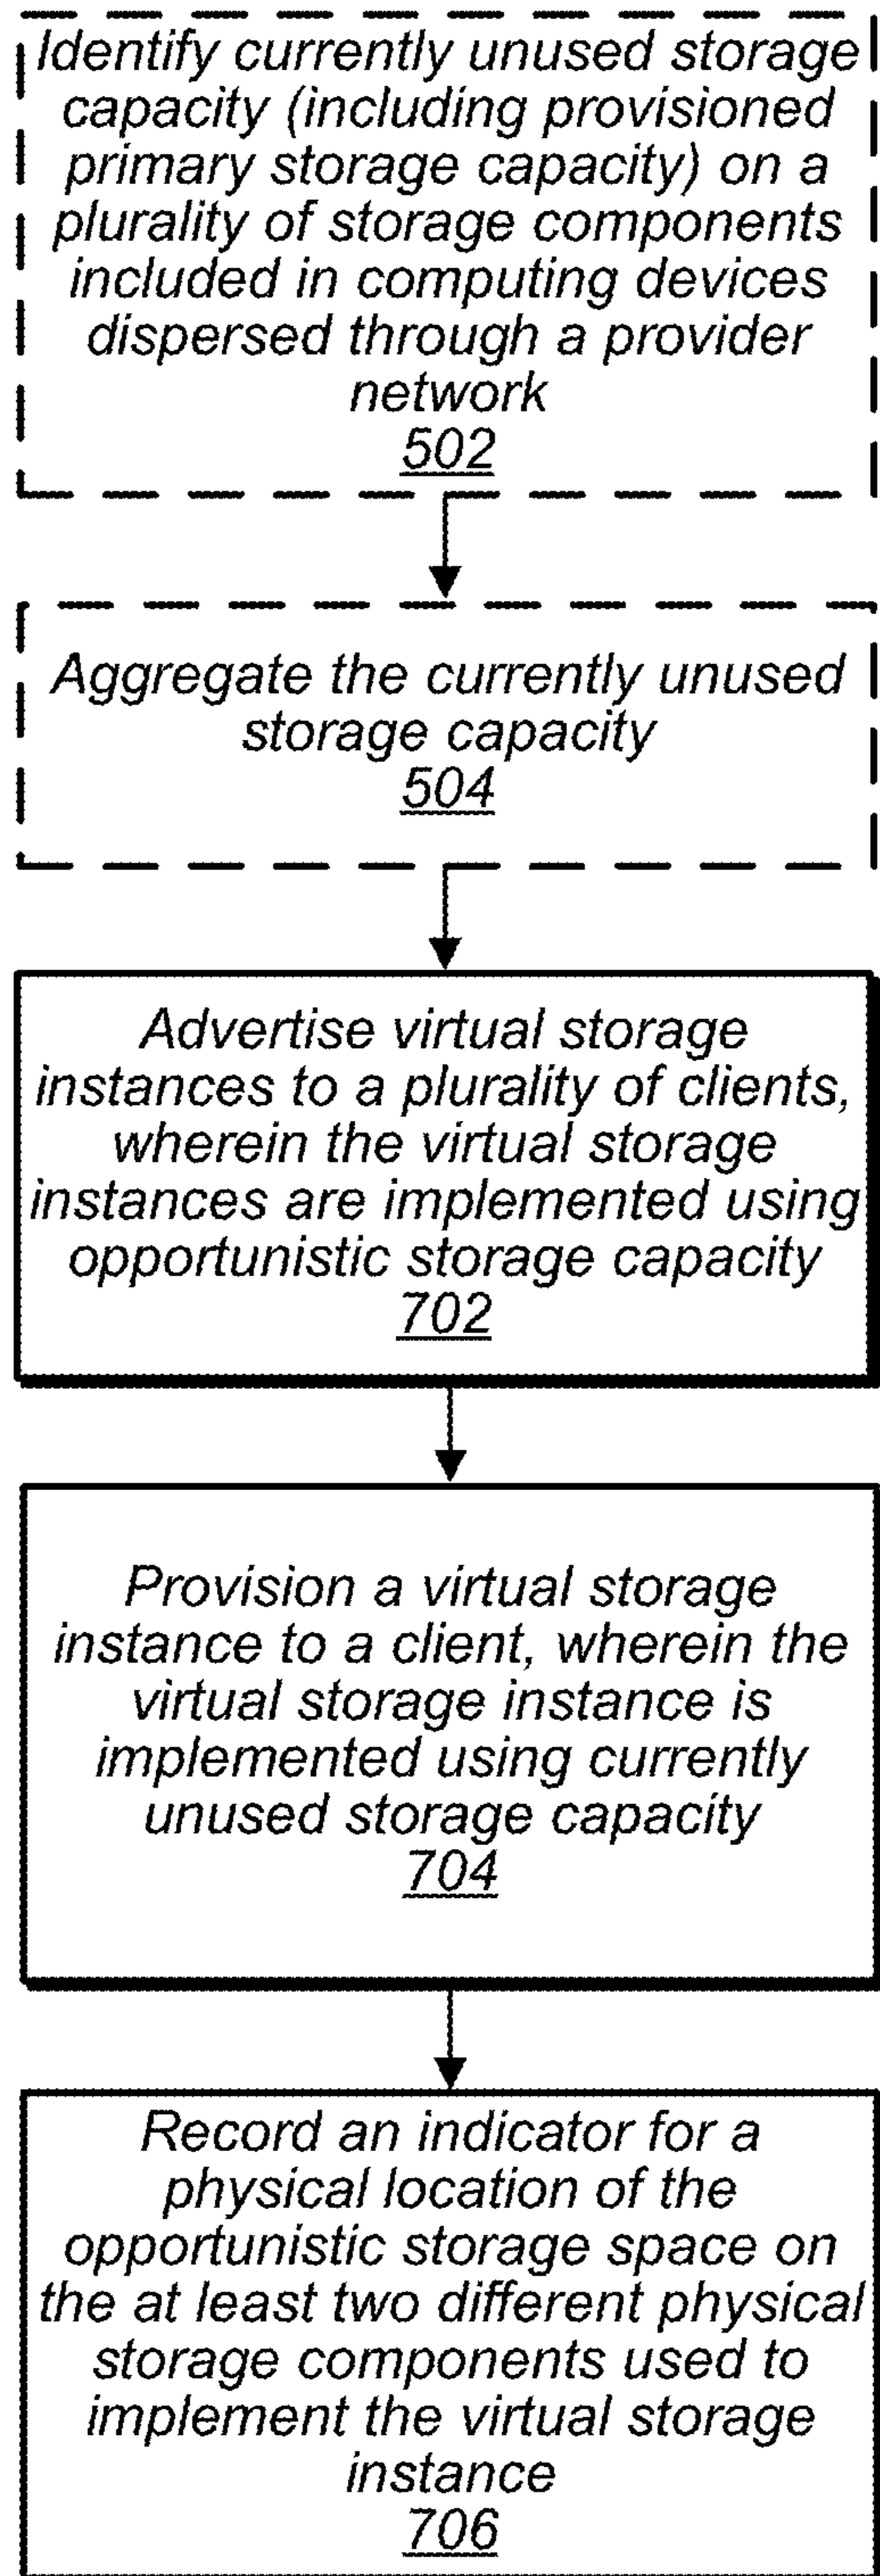 Identify currently unused storage
capacity (including provisioned
primary storage capacity) on a
plurality of storage components
included in computing devices
dispersed through a provider
network
502
Aggregate the currently unused
storage capacity
504
Advertise virtual storage
instances to a plurality of clients,
wherein the virtual storage
instances are implemented using
opportunistic storage capacity
702
Provision a virtual storage
instance to a client, wherein the
virtual storage instance is
implemented using currently
unused storage capacity
704
Record an indicator for a
physical location of the
opportunistic storage space on
the at least two different physical
storage components used to
implement the virtual storage
instance
706